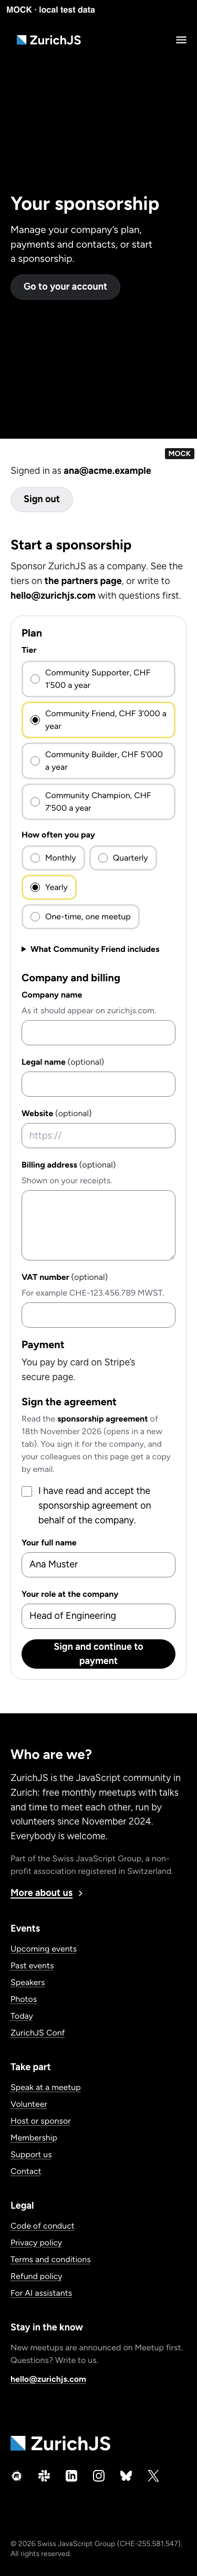 MOCK · local test data
ZurichJS
Your sponsorship
Manage your company's plan,
payments and contacts, or start
a sponsorship.
Go to your account
MOCK
Signed in as ana@acme.example
Sign out
Start a sponsorship
Sponsor ZurichJS as a company. See the
tiers on the partners page, or write to
hello@zurichjs.com with questions first.
Plan
Tier
Community Supporter, CHF
1'500 a year
Community Friend, CHF 3'000 a
year
Community Builder, CHF 5'000
a year
Community Champion, CHF
7'500 a year
How often you pay
Monthly
Quarterly
Yearly
One-time, one meetup
What Community Friend includes
Company and billing
Company name
As it should appear on zurichjs.com.
Legal name (optional)
Website (optional)
https://
Billing address (optional)
Shown on your receipts.
VAT number (optional)
For example CHE-123.456.789 MWST.
Payment
You pay by card on Stripe's
secure page.
Sign the agreement
Read the sponsorship agreement of
18th November 2026 (opens in a new
tab). You sign it for the company, and
your colleagues on this page get a copy
by email.
I have read and accept the
sponsorship agreement on
behalf of the company.
Your full name
Ana Muster
Your role at the company
Head of Engineering
Sign and continue to
payment
Who are we?
ZurichJS is the JavaScript community in
Zurich: free monthly meetups with talks
and time to meet each other, run by
volunteers since November 2024.
Everybody is welcome.
Part of the Swiss JavaScript Group, a non-
profit association registered in Switzerland.
More about us
Events
Upcoming events
Past events
Speakers
Photos
Today
ZurichJS Conf
Take part
Speak at a meetup
Volunteer
Host or sponsor
Membership
Support us
Contact
Legal
Code of conduct
Privacy policy
Terms and conditions
Refund policy
For AI assistants
Stay in the know
New meetups are announced on Meetup first.
Questions? Write to us.
hello@zurichjs.com
ZurichJS
© 2026 Swiss JavaScript Group (CHE-255.581.547).
All rights reserved.